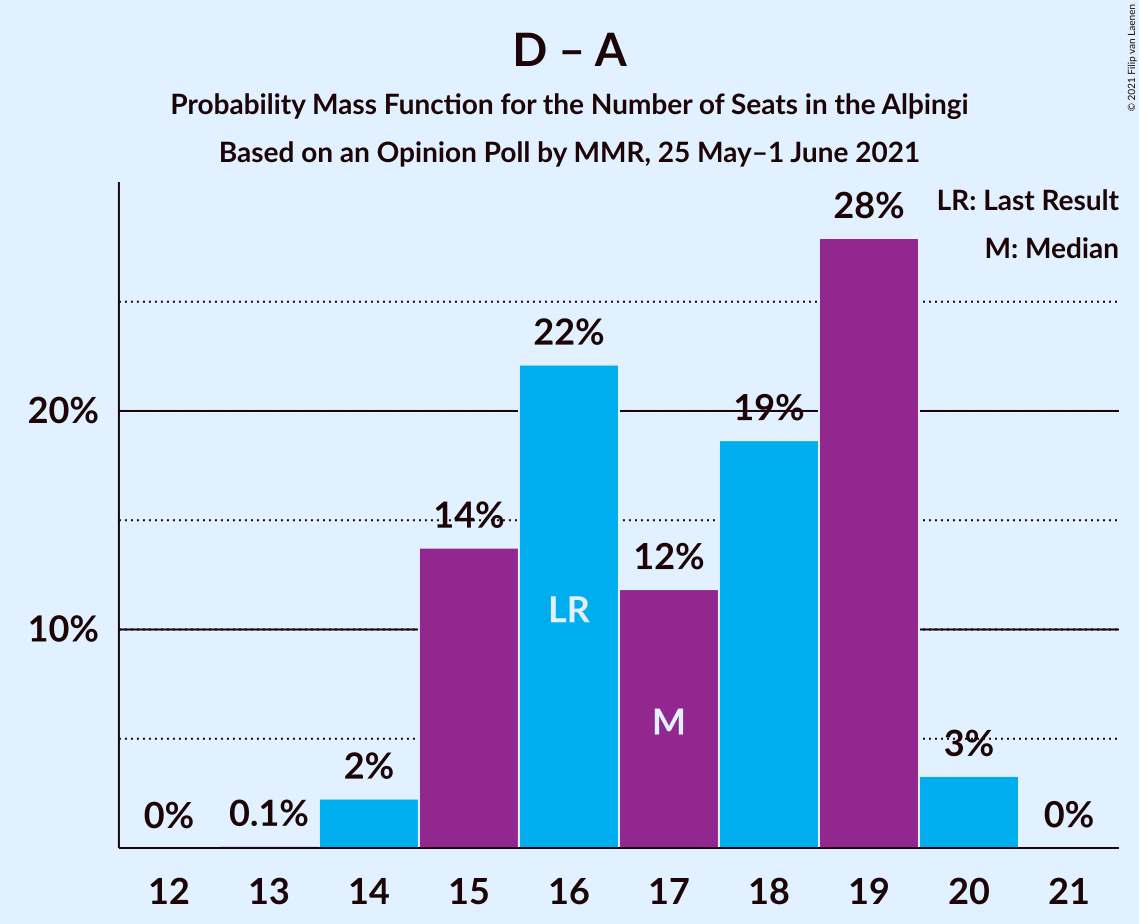 D – A
Probability Mass Function for the Number of Seats in the Alþingi
Based on an Opinion Poll by MMR, 25 May–1 June 2021
© 2021 Filip van Laenen
LR: Last Result
M: Median
28%
22%
20%
19%
14%
12%
LR
10%
M
3%
2%
0%
0.1%
0%
12 13 14 15 16 17 18 19 20 21